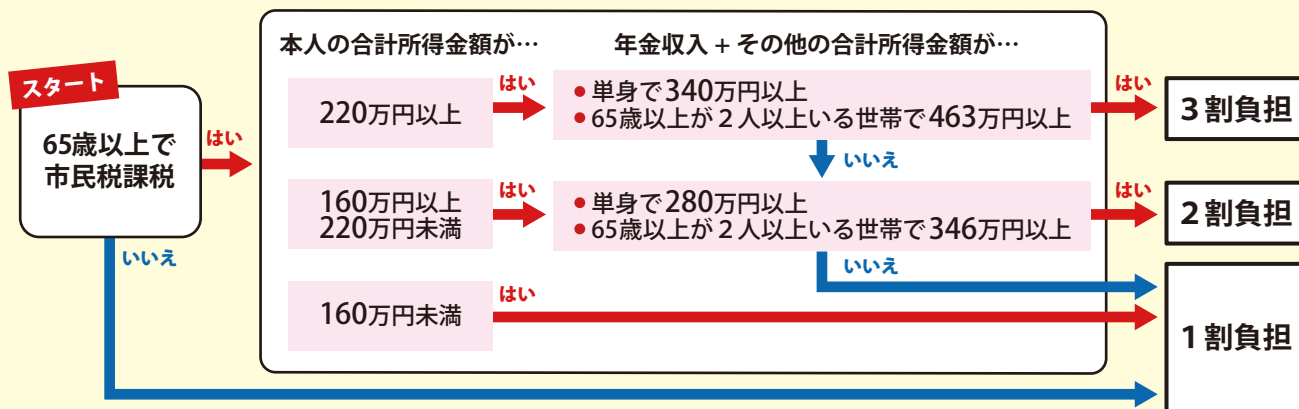 スタート
65歳以上で
市民税課税
はい
いいえ
本人の合計所得金額が…
年金収入 + その他の合計所得金額が…
220万円以上
はい
● 単身で340万円以上
● 65歳以上が2人以上いる世帯で463万円以上
はい
3割負担
いいえ
160万円以上
220万円未満
はい
● 単身で280万円以上
● 65歳以上が2人以上いる世帯で346万円以上
はい
2割負担
いいえ
160万円未満
はい
1割負担